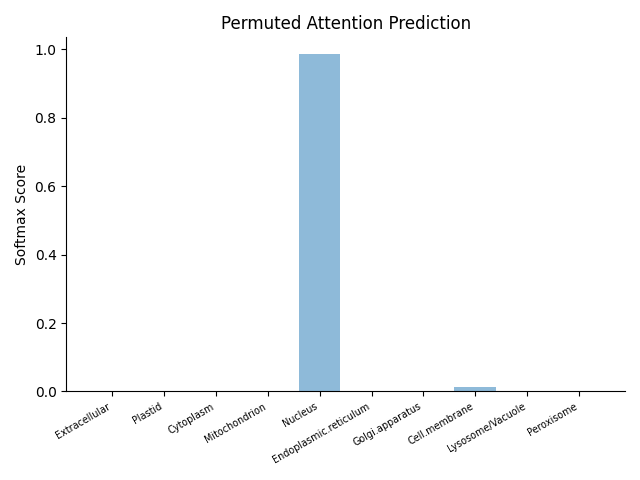 Permuted Attention Prediction
Softmax Score
1.0
0.8
0.6
0.4
0.2
0.0
Extracellular
Plastid
Cytoplasm
Mitochondrion
Nucleus
Endoplasmic.reticulum
Golgi.apparatus
Cell.membrane
Lysosome/Vacuole
Peroxisome